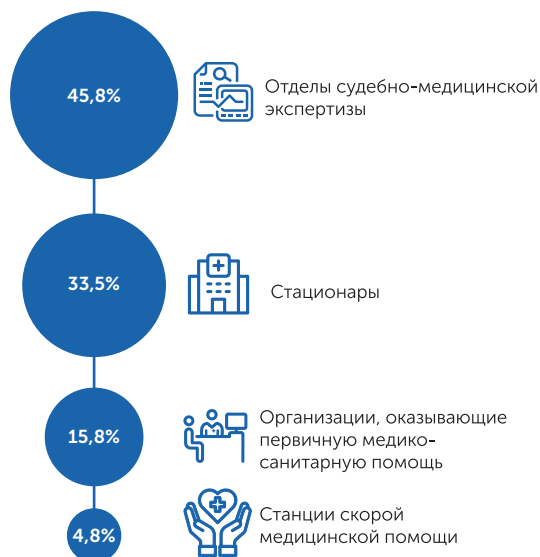 45,8%
Отделы судебно-медицинской
экспертизы
33,5%
Стационары
15,8%
Организации, оказывающие
первичную медико-
санитарную помощь
4,8%
Станции скорой
медицинской помощи